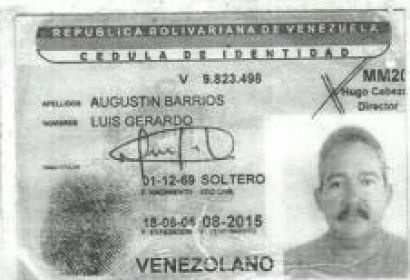 REPUBLICA BOLIVARIANA DE VENEZUELA
CEDULA DE IDENTIDAD
V 9.823.498
MM20
Hugo Cabez
Director
APELLIDOS AUGUSTIN BARRIOS
NOMBRES LUIS GERARDO
01-12-69 SOLTERO
F. NACIMIENTO EDO CIVIL
18-06-05 08-2015
F. EXPEDICION F. VENCIMIENTO
VENEZOLANO